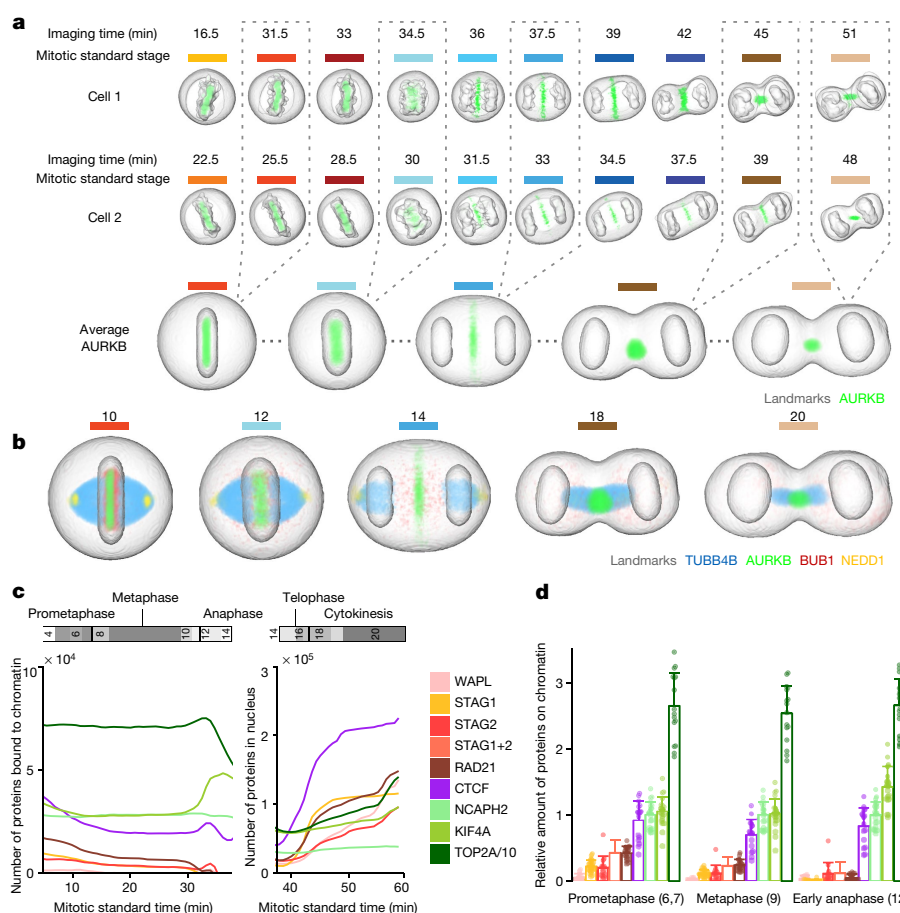 a
Imaging time (min) 16.5 31.5 33 34.5 36 37.5 39 42 45 51
Mitotic standard stage
Cell 1
Imaging time (min) 22.5 25.5 28.5 30 31.5 33 34.5 37.5 39 48
Mitotic standard stage
Cell 2
Average
AURKB
Landmarks AURKB
b
10 12 14 18 20
Landmarks TUBB4B AURKB BUB1 NEDD1
c
Metaphase Telophase
Prometaphase Anaphase Cytokinesis
4 6 8 10 12 14 14 16 18 20
× 10⁴
× 10⁵
Number of proteins bound to chromatin
10
5
0
10 20 30
Mitotic standard time (min)
Number of proteins in nucleus
3
2
1
0
40 50 60
Mitotic standard time (min)
WAPL
STAG1
STAG2
STAG1+2
RAD21
CTCF
NCAPH2
KIF4A
TOP2A/10
d
Relative amount of proteins on chromatin
3
2
1
0
Prometaphase (6,7) Metaphase (9) Early anaphase (12